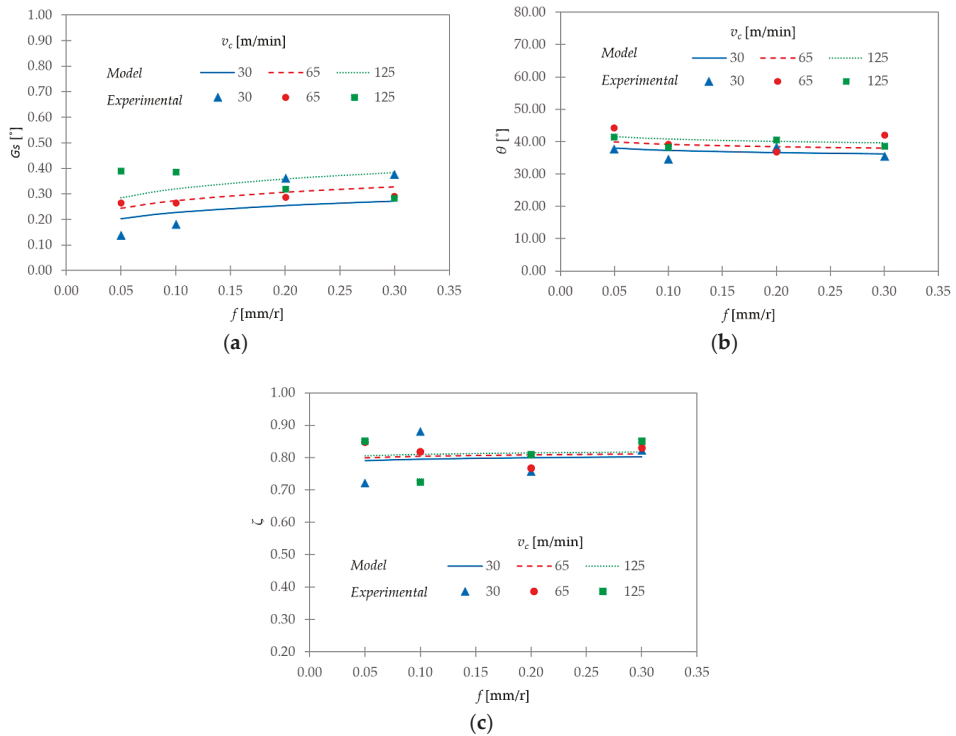 (a)
(b)
1.00
0.90
0.80
0.70
0.60
0.50
0.40
0.30
0.20
0.10
0.00
Gs [°]
v_c [m/min]
Model 30 65 125
Experimental 30 65 125
0.00 0.05 0.10 0.15 0.20 0.25 0.30 0.35
f [mm/r]
80.00
70.00
60.00
50.00
40.00
30.00
20.00
10.00
00.00
θ [°]
v_c [m/min]
Model
30 65 125
Experimental
30 65 125
0.00 0.05 0.10 0.15 0.20 0.25 0.30 0.35
f [mm/r]
(a)
(b)
1.00
0.90
0.80
0.70
0.60
0.50
0.40
0.30
0.20
ζ
v_c [m/min]
Model 30 65 125
Experimental 30 65 125
0.00 0.05 0.10 0.15 0.20 0.25 0.30 0.35
f [mm/r]
(c)